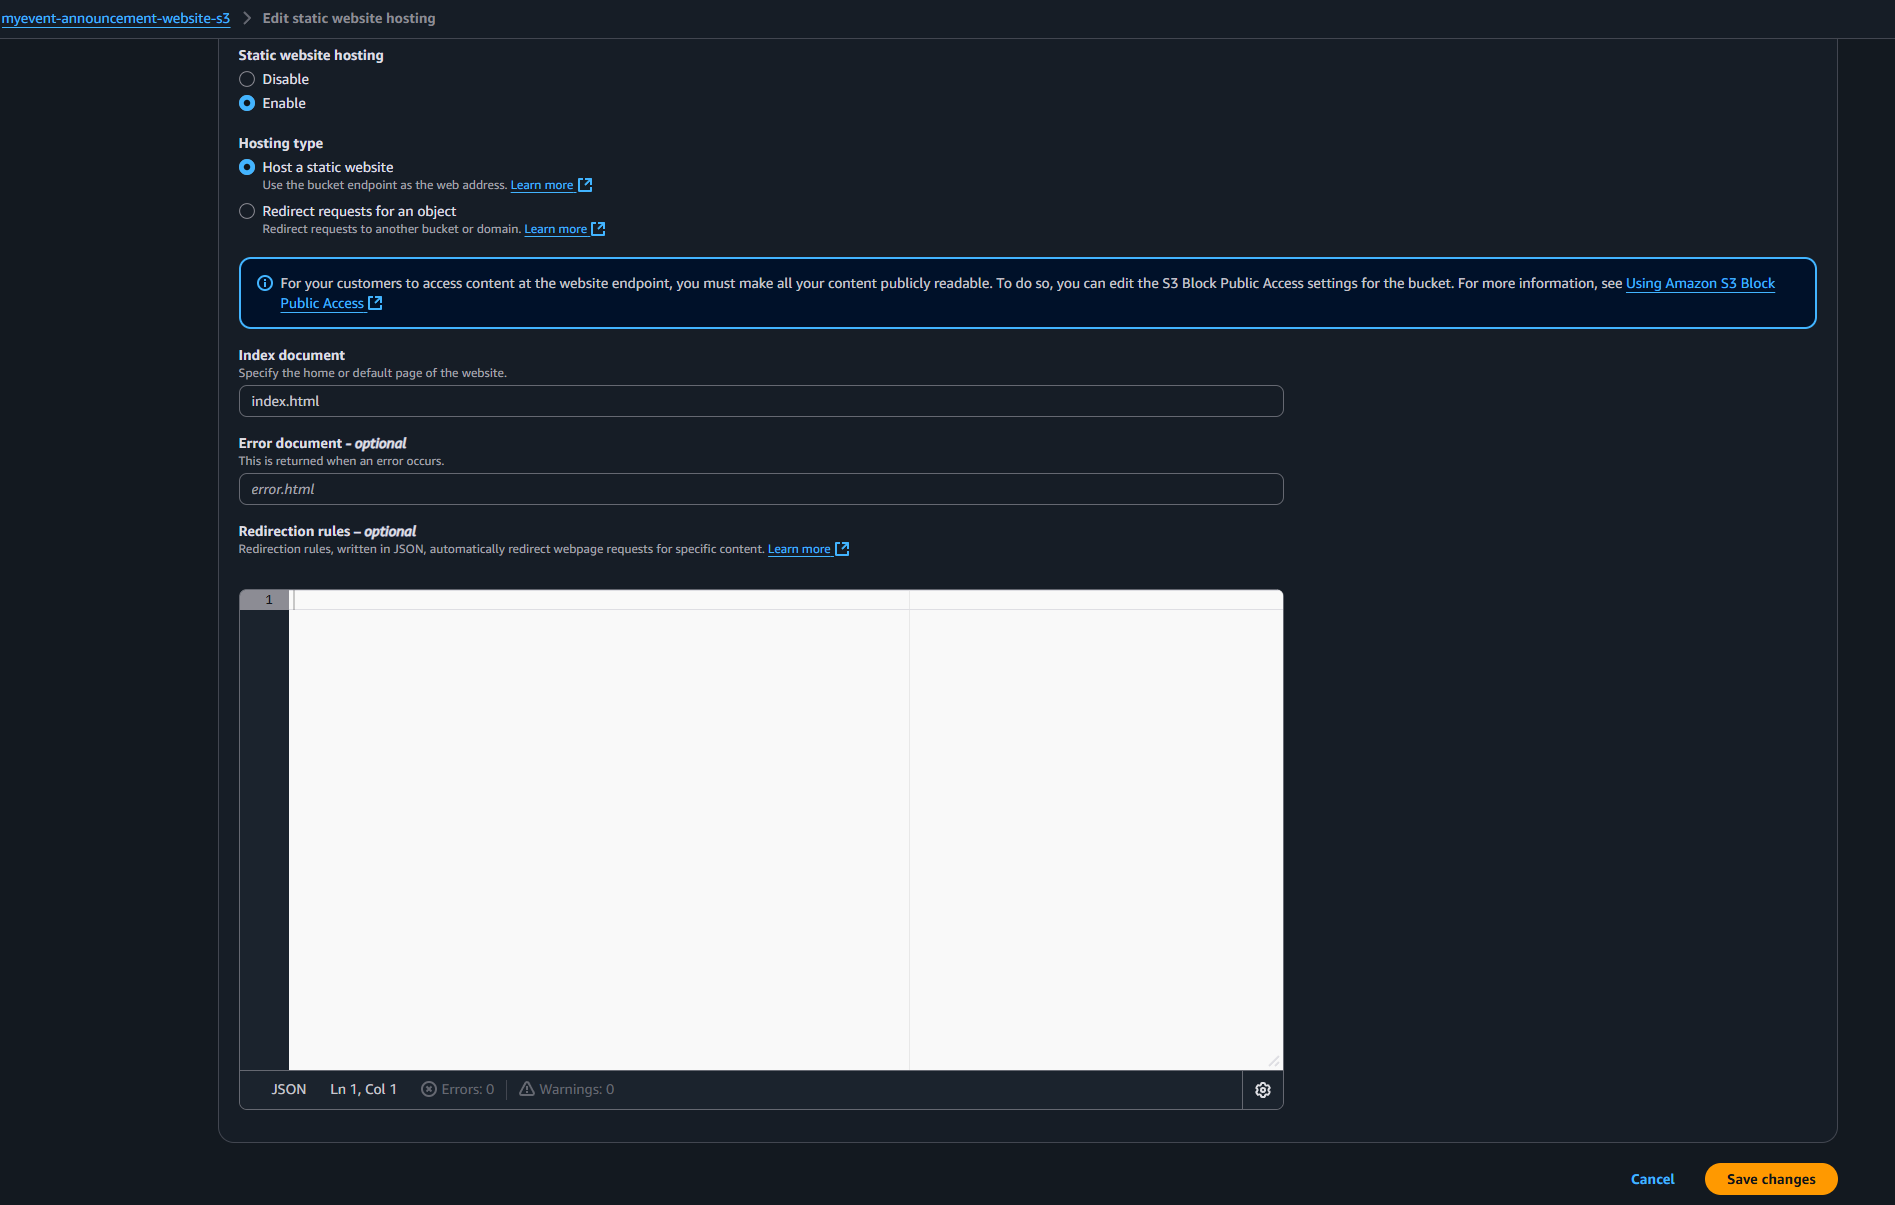 myevent-announcement-website-s3 > Edit static website hosting
Static website hosting
Disable
Enable
Hosting type
Host a static website
Use the bucket endpoint as the web address. Learn more
Redirect requests for an object
Redirect requests to another bucket or domain. Learn more
For your customers to access content at the website endpoint, you must make all your content publicly readable. To do so, you can edit the S3 Block Public Access settings for the bucket. For more information, see Using Amazon S3 Block
Public Access
Index document
Specify the home or default page of the website.
index.html
Error document - optional
This is returned when an error occurs.
error.html
Redirection rules – optional
Redirection rules, written in JSON, automatically redirect webpage requests for specific content. Learn more
1
JSON Ln 1, Col 1 Errors: 0 Warnings: 0
Cancel Save changes